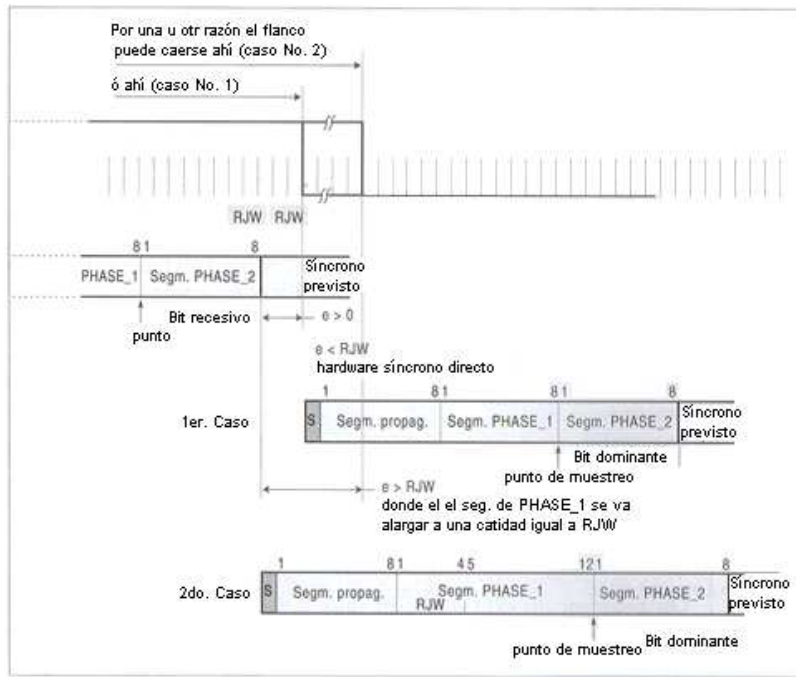 Por una u otr razón el flanco
puede caerse ahí (caso No. 2)
ó ahí (caso No. 1)
RJW RJW
8 1 8
PHASE_1 Segm. PHASE_2 Síncrono
previsto
Bit recesivo e > 0
punto
e < RJW
hardware síncrono directo
1 8 1 8 1 8
1er. Caso S Segm. propag. Segm. PHASE_1 Segm. PHASE_2 Síncrono
previsto
Bit dominante
punto de muestreo
e > RJW
donde el el seg. de PHASE_1 se va
alargar a una catidad igual a RJW
1 8 1 4 5 12 1 8
2do. Caso S Segm. propag. Segm. PHASE_1 Segm. PHASE_2 Síncrono
previsto
RJW
punto de muestreo Bit dominante